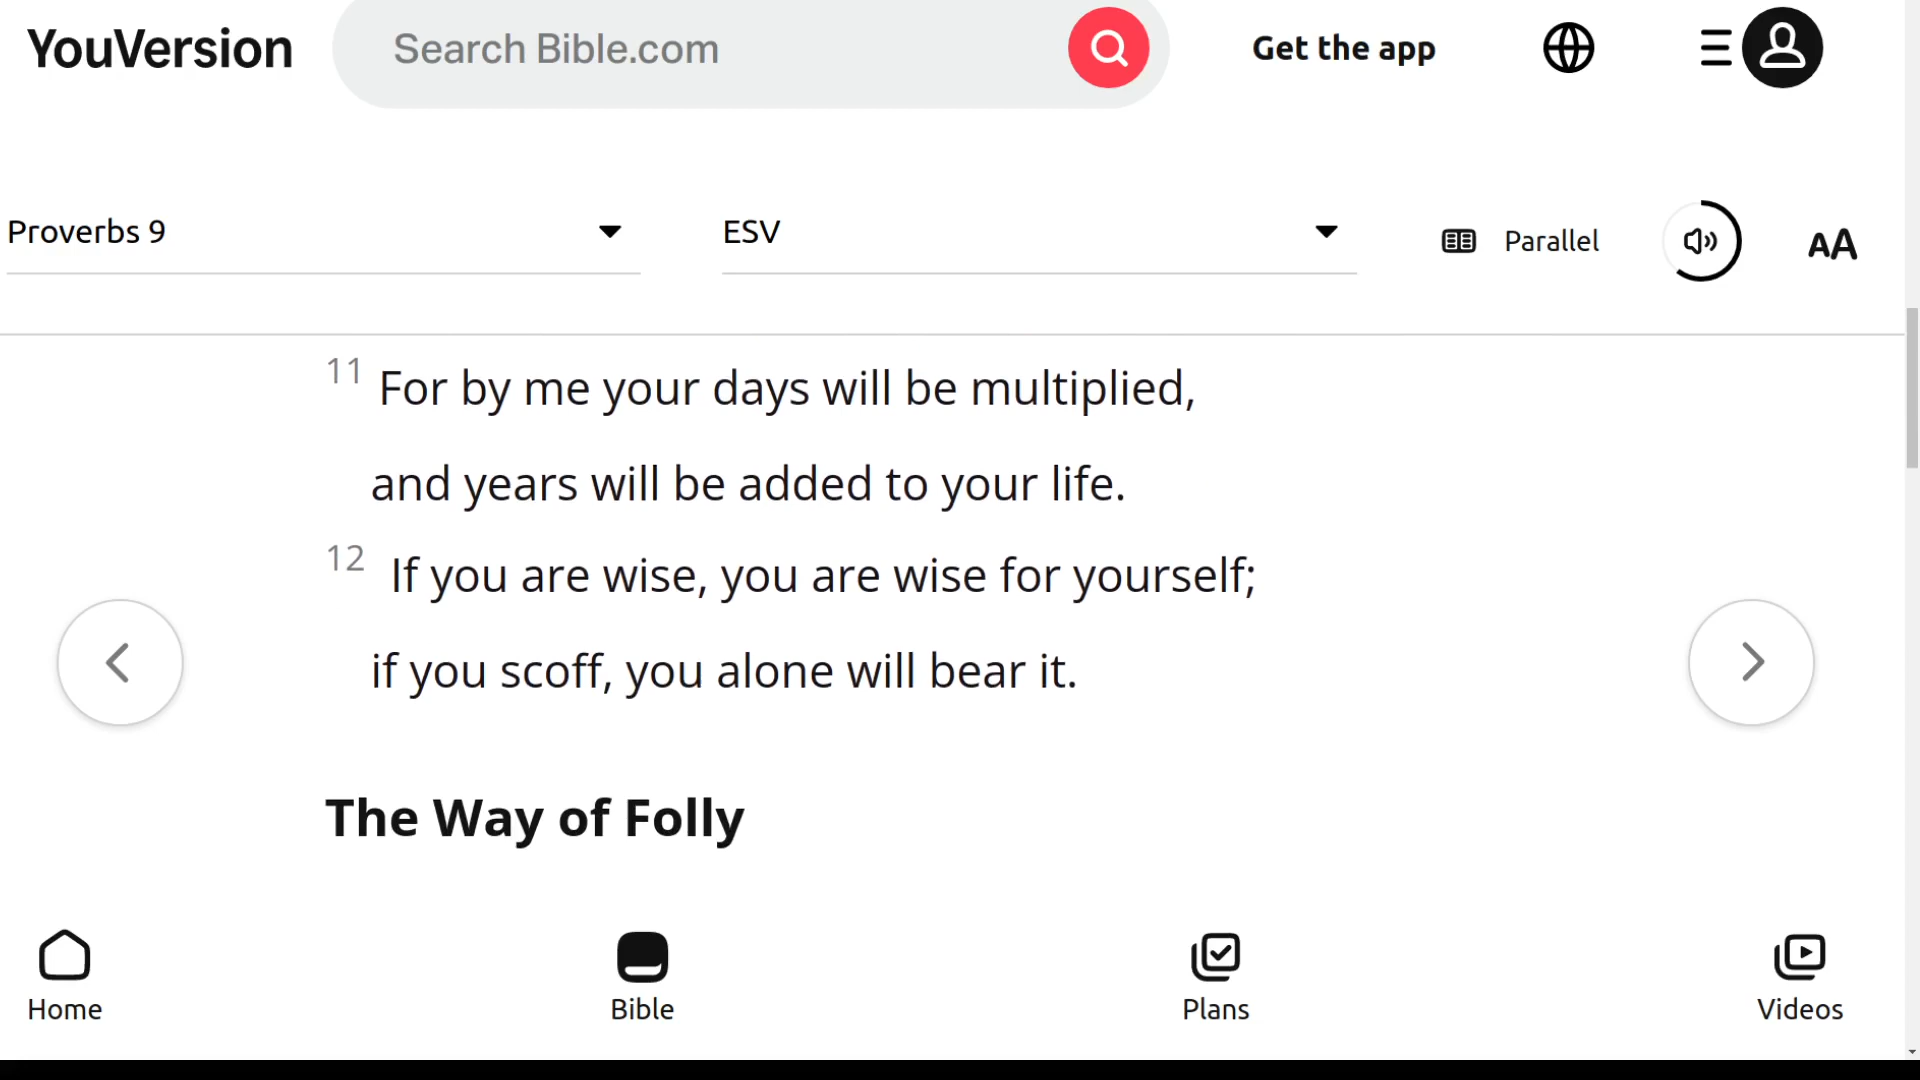 YouVersion
Search Bible.com
Get the app
Proverbs 9
ESV
Parallel
AA
11 For by me your days will be multiplied,
and years will be added to your life.
12 If you are wise, you are wise for yourself;
if you scoff, you alone will bear it.
The Way of Folly
Home
Bible
Plans
Videos